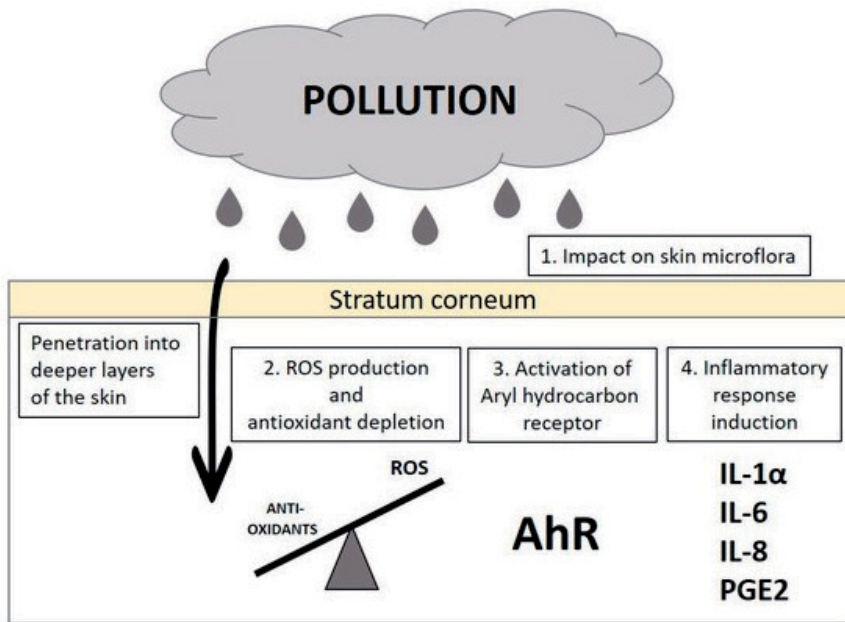 POLLUTION
1. Impact on skin microflora
Stratum corneum
Penetration into
deeper layers
of the skin
2. ROS production
and
antioxidant depletion
3. Activation of
Aryl hydrocarbon
receptor
4. Inflammatory
response
induction
ROS
ANTI-
OXIDANTS
AhR
IL-1α
IL-6
IL-8
PGE2